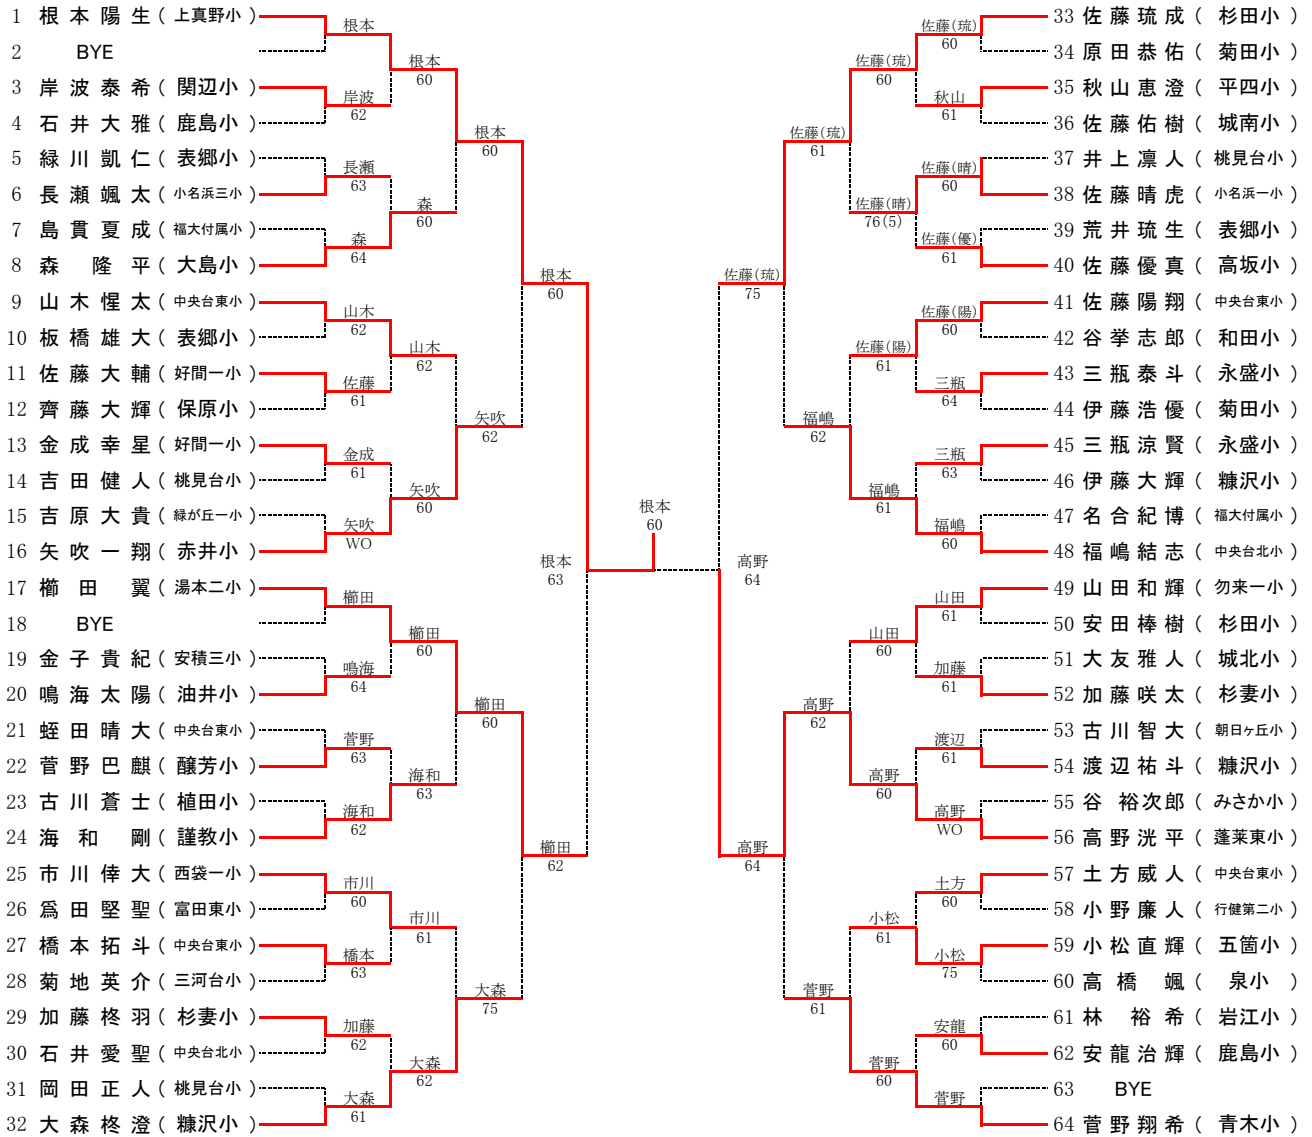 1 根本陽生 (上真野小)
2 BYE
3 岸波泰希 (関辺小)
4 石井大雅 (鹿島小)
5 緑川凱仁 (表郷小)
6 長瀬颯太 (小名浜三小)
7 島貫夏成 (福大付属小)
8 森隆平 (大島小)
9 山木惺太 (中央台東小)
10 板橋雄大 (表郷小)
11 佐藤大輔 (好間一小)
12 齊藤大輝 (保原小)
13 金成幸星 (好間一小)
14 吉田健人 (桃見台小)
15 吉原大貴 (緑が丘一小)
16 矢吹一翔 (赤井小)
17 櫛田翼 (湯本二小)
18 BYE
19 金子貴紀 (安積三小)
20 鳴海太陽 (油井小)
21 蛭田晴大 (中央台東小)
22 菅野巴麒 (醸芳小)
23 古川蒼士 (植田小)
24 海和剛 (謹教小)
25 市川倖大 (西袋一小)
26 爲田堅聖 (富田東小)
27 橋本拓斗 (中央台東小)
28 菊地英介 (三河台小)
29 加藤柊羽 (杉妻小)
30 石井愛聖 (中央台北小)
31 岡田正人 (桃見台小)
32 大森柊澄 (糠沢小)
根本
岸波
62
長瀬
63
森
64
山木
62
佐藤
61
金成
61
矢吹
WO
櫛田
鳴海
64
菅野
63
海和
62
市川
60
橋本
63
加藤
62
大森
61
根本
60
森
60
山木
62
矢吹
60
櫛田
60
海和
63
市川
61
大森
62
根本
60
矢吹
62
櫛田
60
大森
75
根本
60
櫛田
62
根本
63
根本
60
高野
64
佐藤(琉)
75
高野
64
佐藤(琉)
61
福嶋
62
高野
62
菅野
61
佐藤(琉)
60
佐藤(晴)
76(5)
佐藤(陽)
61
福嶋
61
山田
60
高野
60
小松
61
菅野
60
佐藤(琉)
60
秋山
61
佐藤(晴)
60
佐藤(優)
61
佐藤(陽)
60
三瓶
64
三瓶
63
福嶋
60
山田
61
加藤
61
渡辺
61
高野
WO
土方
60
小松
75
安龍
60
菅野
33 佐藤琉成 (杉田小)
34 原田恭佑 (菊田小)
35 秋山恵澄 (平四小)
36 佐藤佑樹 (城南小)
37 井上凛人 (桃見台小)
38 佐藤晴虎 (小名浜一小)
39 荒井琉生 (表郷小)
40 佐藤優真 (高坂小)
41 佐藤陽翔 (中央台東小)
42 谷挙志郎 (和田小)
43 三瓶泰斗 (永盛小)
44 伊藤浩優 (菊田小)
45 三瓶涼賢 (永盛小)
46 伊藤大輝 (糠沢小)
47 名合紀博 (福大付属小)
48 福嶋結志 (中央台北小)
49 山田和輝 (勿来一小)
50 安田棒樹 (杉田小)
51 大友雅人 (城北小)
52 加藤咲太 (杉妻小)
53 古川智大 (朝日ヶ丘小)
54 渡辺祐斗 (糠沢小)
55 谷裕次郎 (みさか小)
56 高野洸平 (蓬莱東小)
57 土方威人 (中央台東小)
58 小野廉人 (行健第二小)
59 小松直輝 (五箇小)
60 高橋颯 (泉小)
61 林裕希 (岩江小)
62 安龍治輝 (鹿島小)
63 BYE
64 菅野翔希 (青木小)